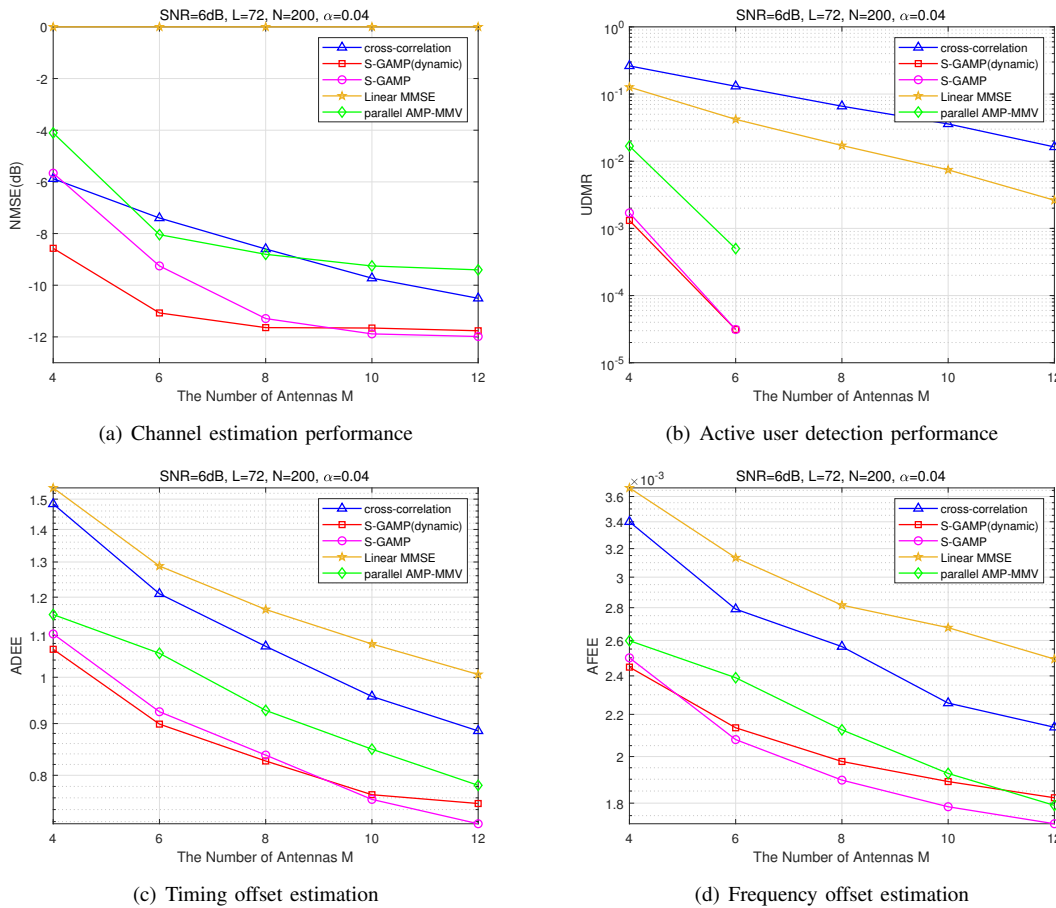 SNR=6dB, L=72, N=200, α=0.04
0
-2
-4
-6
-8
-10
-12
NMSE(dB)
cross-correlation
S-GAMP(dynamic)
S-GAMP
Linear MMSE
parallel AMP-MMV
4 6 8 10 12
The Number of Antennas M
(a) Channel estimation performance
SNR=6dB, L=72, N=200, α=0.04
10^0
10^-1
10^-2
10^-3
10^-4
10^-5
UDMR
cross-correlation
S-GAMP(dynamic)
S-GAMP
Linear MMSE
parallel AMP-MMV
4 6 8 10 12
The Number of Antennas M
(b) Active user detection performance
SNR=6dB, L=72, N=200, α=0.04
1.5
1.4
1.3
1.2
1.1
1
0.9
0.8
ADEE
cross-correlation
S-GAMP(dynamic)
S-GAMP
Linear MMSE
parallel AMP-MMV
4 6 8 10 12
The Number of Antennas M
(c) Timing offset estimation
SNR=6dB, L=72, N=200, α=0.04
×10^-3
3.6
3.4
3.2
3
2.8
2.6
2.4
2.2
2
1.8
AFEE
cross-correlation
S-GAMP(dynamic)
S-GAMP
Linear MMSE
parallel AMP-MMV
4 6 8 10 12
The Number of Antennas M
(d) Frequency offset estimation